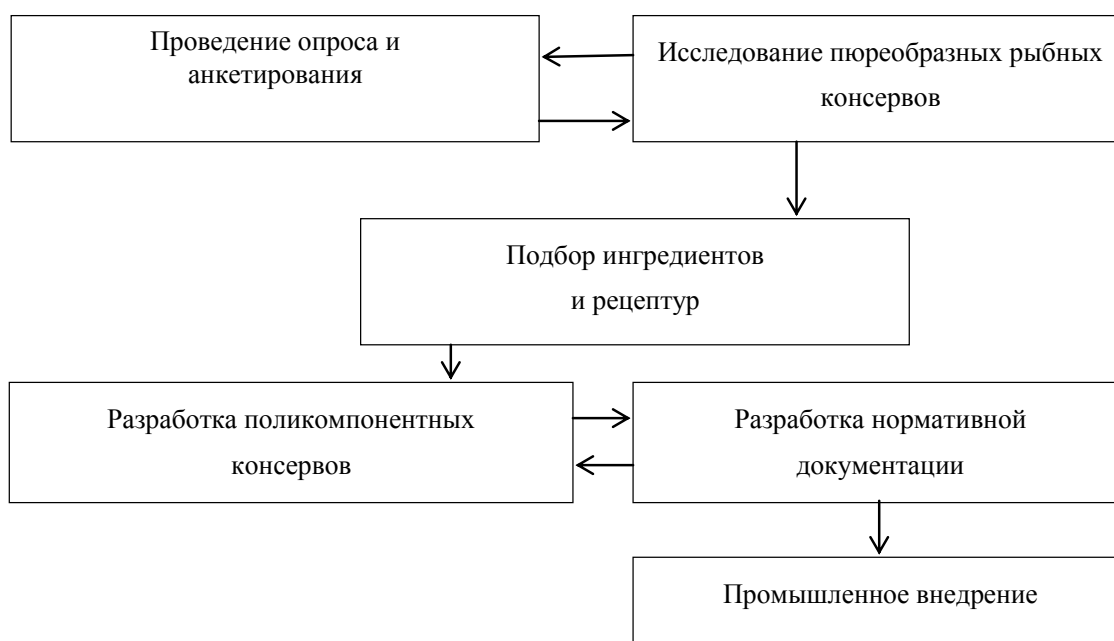 Проведение опроса и
анкетирования
Исследование пюреобразных рыбных
консервов
Подбор ингредиентов
и рецептур
Разработка поликомпонентных
консервов
Разработка нормативной
документации
Промышленное внедрение